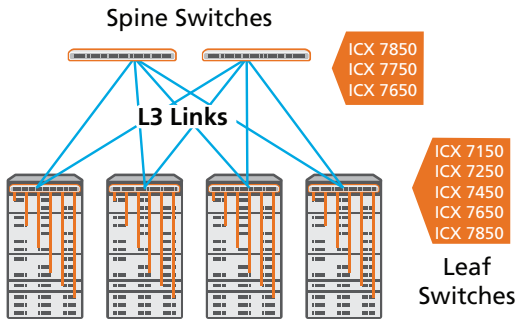 Spine Switches
ICX 7850
ICX 7750
ICX 7650
L3 Links
ICX 7150
ICX 7250
ICX 7450
ICX 7650
ICX 7850
Leaf
Switches